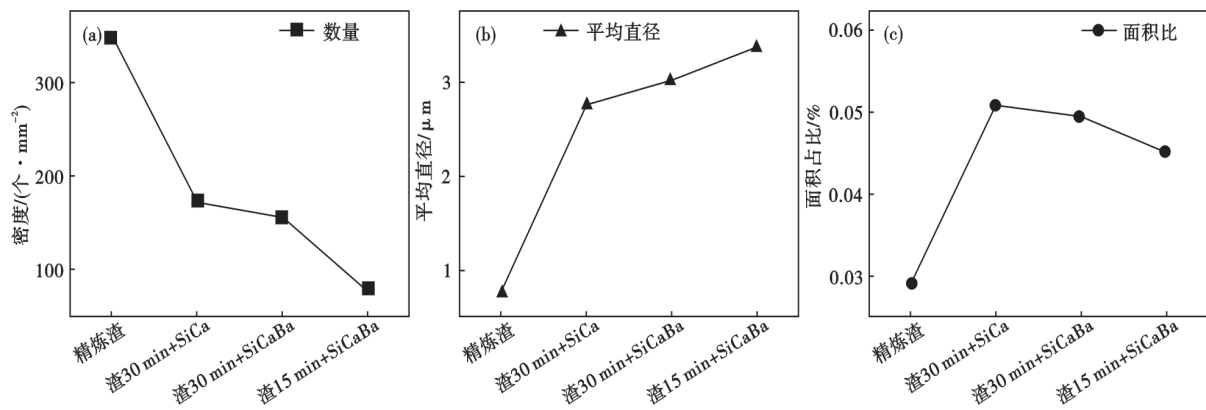 (a)
数量
300
200
100
密度/(个·mm⁻²)
精炼渣
渣30 min+SiCa
渣30 min+SiCaBa
渣15 min+SiCaBa
(b)
平均直径
3
2
1
平均直径/μm
精炼渣
渣30 min+SiCa
渣30 min+SiCaBa
渣15 min+SiCaBa
(c)
面积比
0.06
0.05
0.04
0.03
面积占比/%
精炼渣
渣30 min+SiCa
渣30 min+SiCaBa
渣15 min+SiCaBa